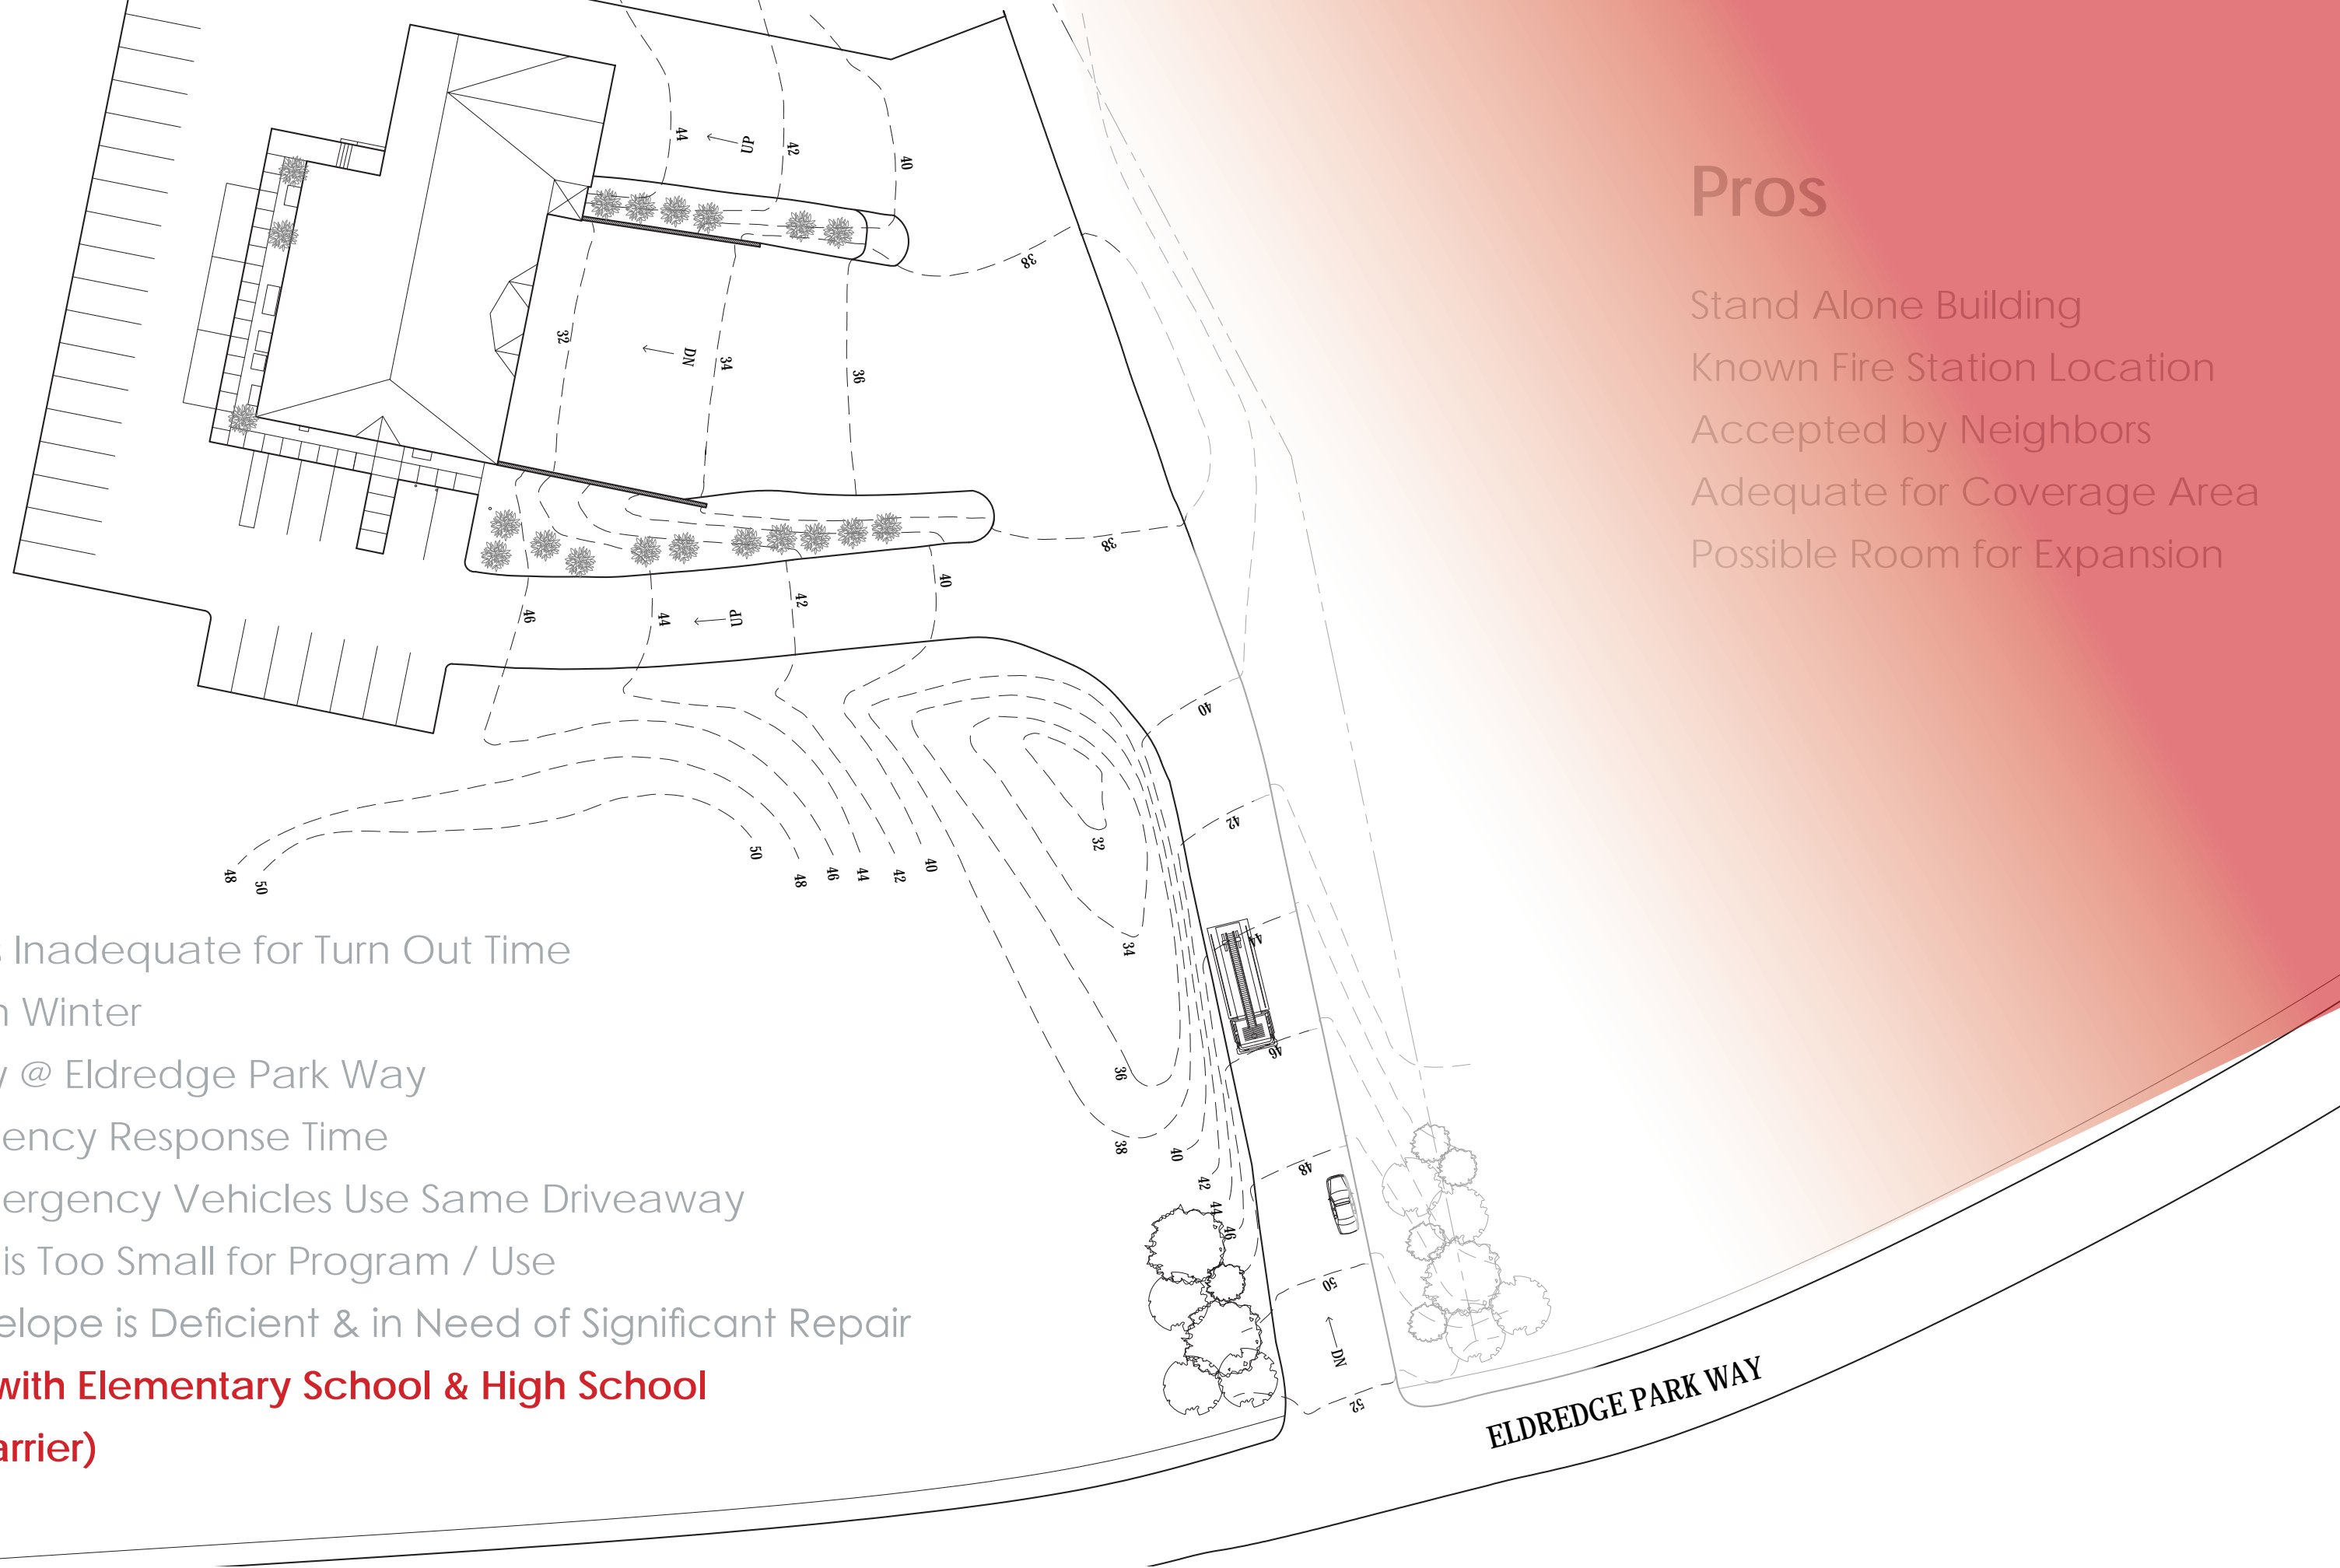 44
UP
42
40
Pros
38
Stand Alone Building
32
DN
34
36
Known Fire Station Location
Accepted by Neighbors
Adequate for Coverage Area
38
Possible Room for Expansion
46
44
UP
42
40
40
42
48
50
50
48
46
44
42
40
32
s Inadequate for Turn Out Time
34
44
n Winter
46
y @ Eldredge Park Way
36
ency Response Time
38
40
48
ergency Vehicles Use Same Driveaway
42
44
46
is Too Small for Program / Use
50
elope is Deficient & in Need of Significant Repair
DN
with Elementary School & High School
52
ELDREDGE PARK WAY
arrier)